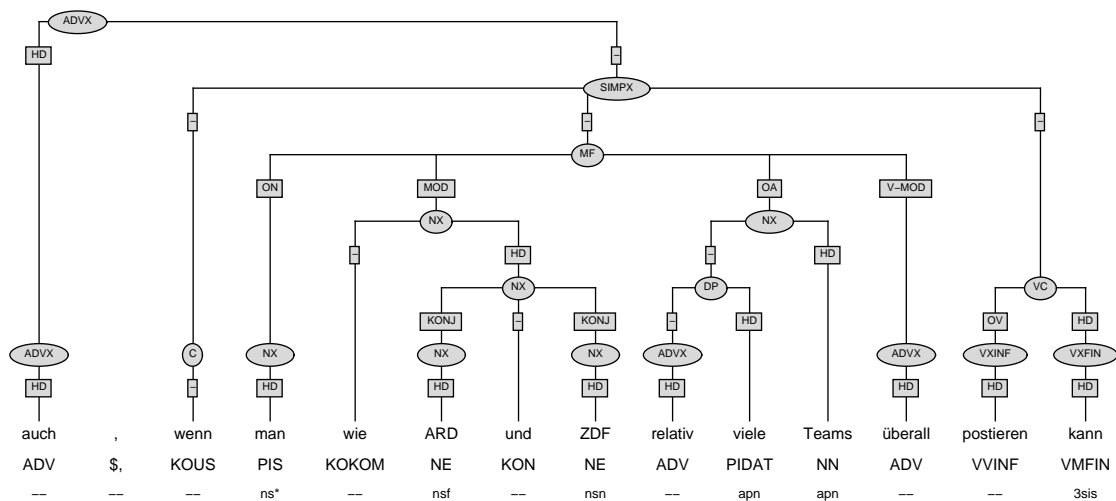 ADVX
HD –
SIMPX
– – –
MF
ON MOD OA V–MOD
NX NX
– HD – HD
NX DP VC
KONJ – KONJ – HD OV HD
ADVX C NX NX NX ADVX ADVX VXINF VXFIN
HD – HD HD HD HD HD HD HD
auch , wenn man wie ARD und ZDF relativ viele Teams überall postieren kann
ADV $, KOUS PIS KOKOM NE KON NE ADV PIDAT NN ADV VVINF VMFIN
–– –– –– ns* –– nsf –– nsn –– apn apn –– –– 3sis